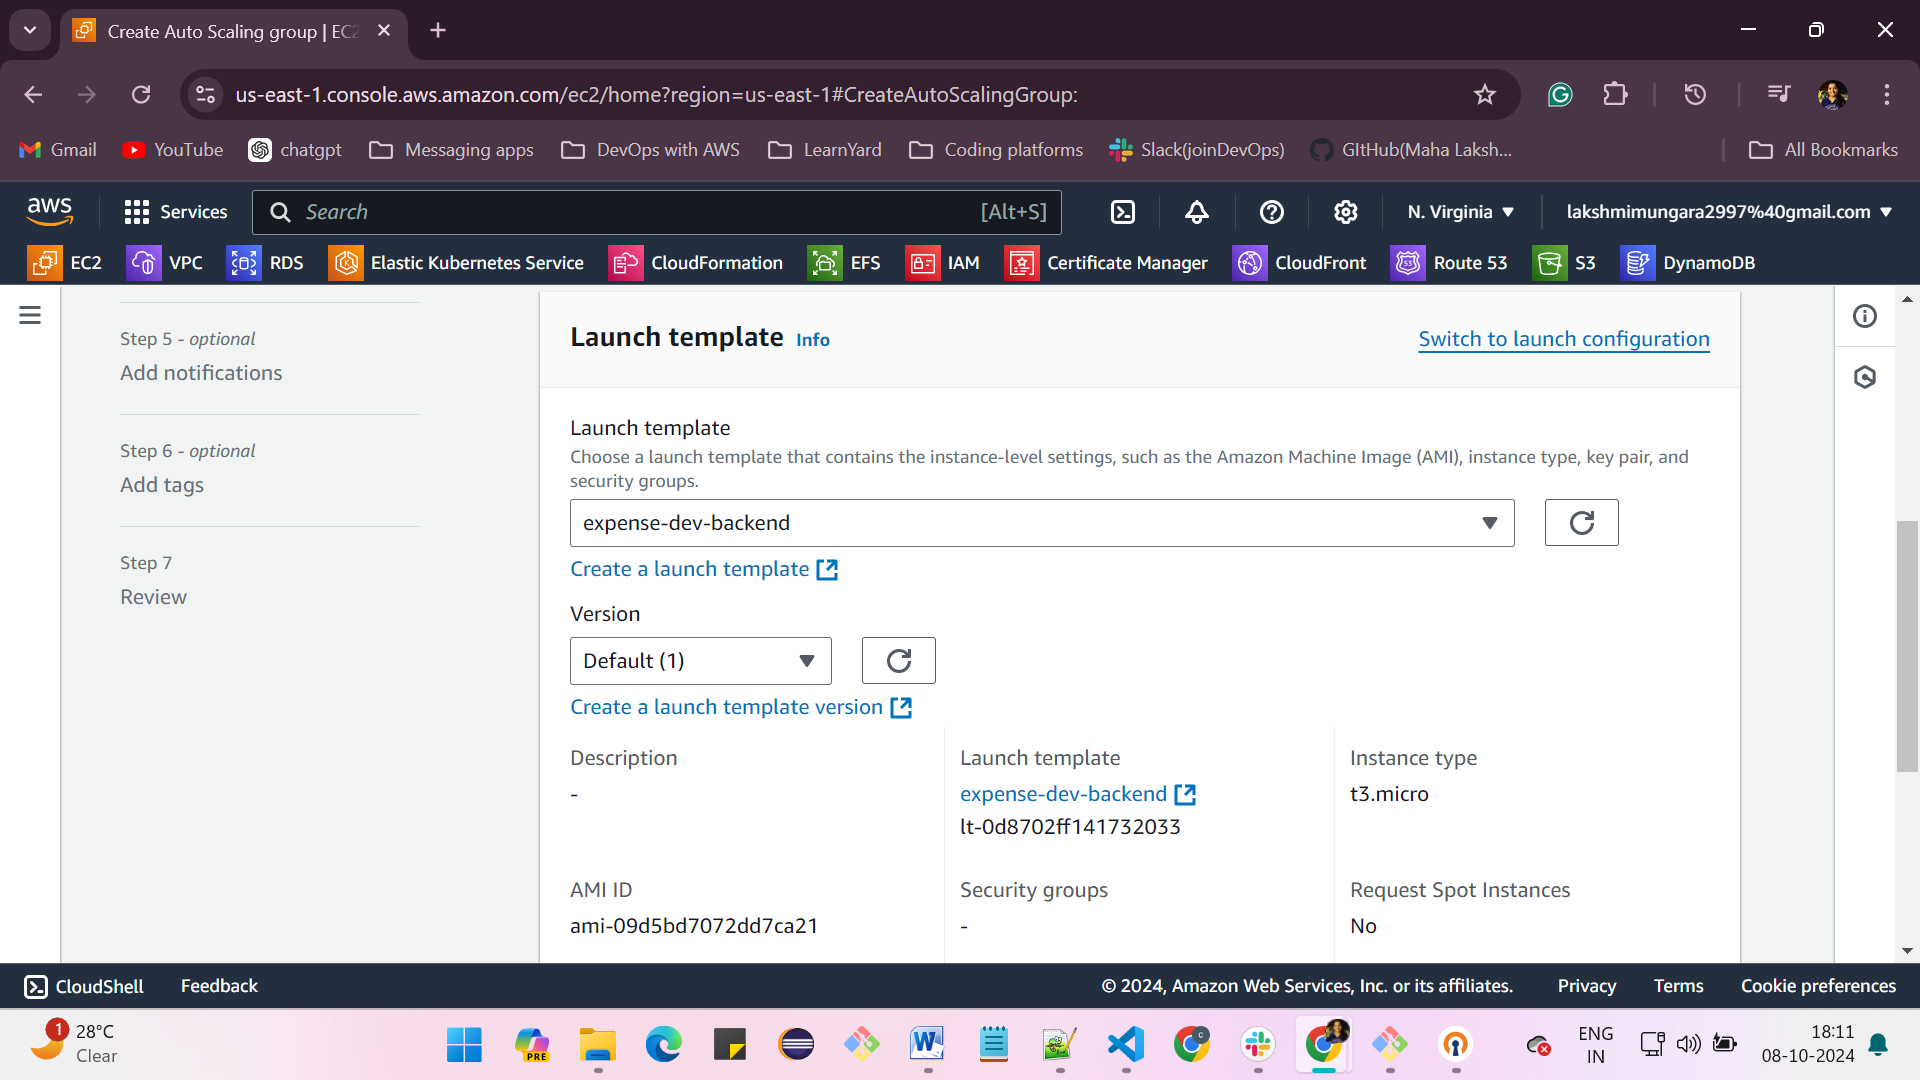 Create Auto Scaling group | EC2
us-east-1.console.aws.amazon.com/ec2/home?region=us-east-1#CreateAutoScalingGroup:
Gmail
YouTube
chatgpt
Messaging apps
DevOps with AWS
LearnYard
Coding platforms
Slack(joinDevOps)
GItHub(Maha Laksh...
All Bookmarks
aws
Services
Search
[Alt+S]
N. Virginia
lakshmimungara2997%40gmail.com
EC2
VPC
RDS
Elastic Kubernetes Service
CloudFormation
EFS
IAM
Certificate Manager
CloudFront
Route 53
S3
DynamoDB
Step 5 - optional
Add notifications
Step 6 - optional
Add tags
Step 7
Review
Launch template Info
Switch to launch configuration
Launch template
Choose a launch template that contains the instance-level settings, such as the Amazon Machine Image (AMI), instance type, key pair, and
security groups.
expense-dev-backend
Create a launch template
Version
Default (1)
Create a launch template version
Description
-
Launch template
expense-dev-backend
lt-0d8702ff141732033
Instance type
t3.micro
AMI ID
ami-09d5bd7072dd7ca21
Security groups
-
Request Spot Instances
No
CloudShell
Feedback
© 2024, Amazon Web Services, Inc. or its affiliates.
Privacy
Terms
Cookie preferences
1
28°C
Clear
PRE
ENG
IN
18:11
08-10-2024